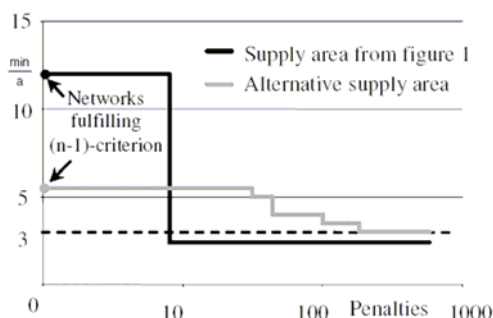 15
min
a
10
5
3
0
10
100
Penalties
1000
Supply area from figure 1
Alternative supply area
Networks
fulfilling
(n-1)-criterion